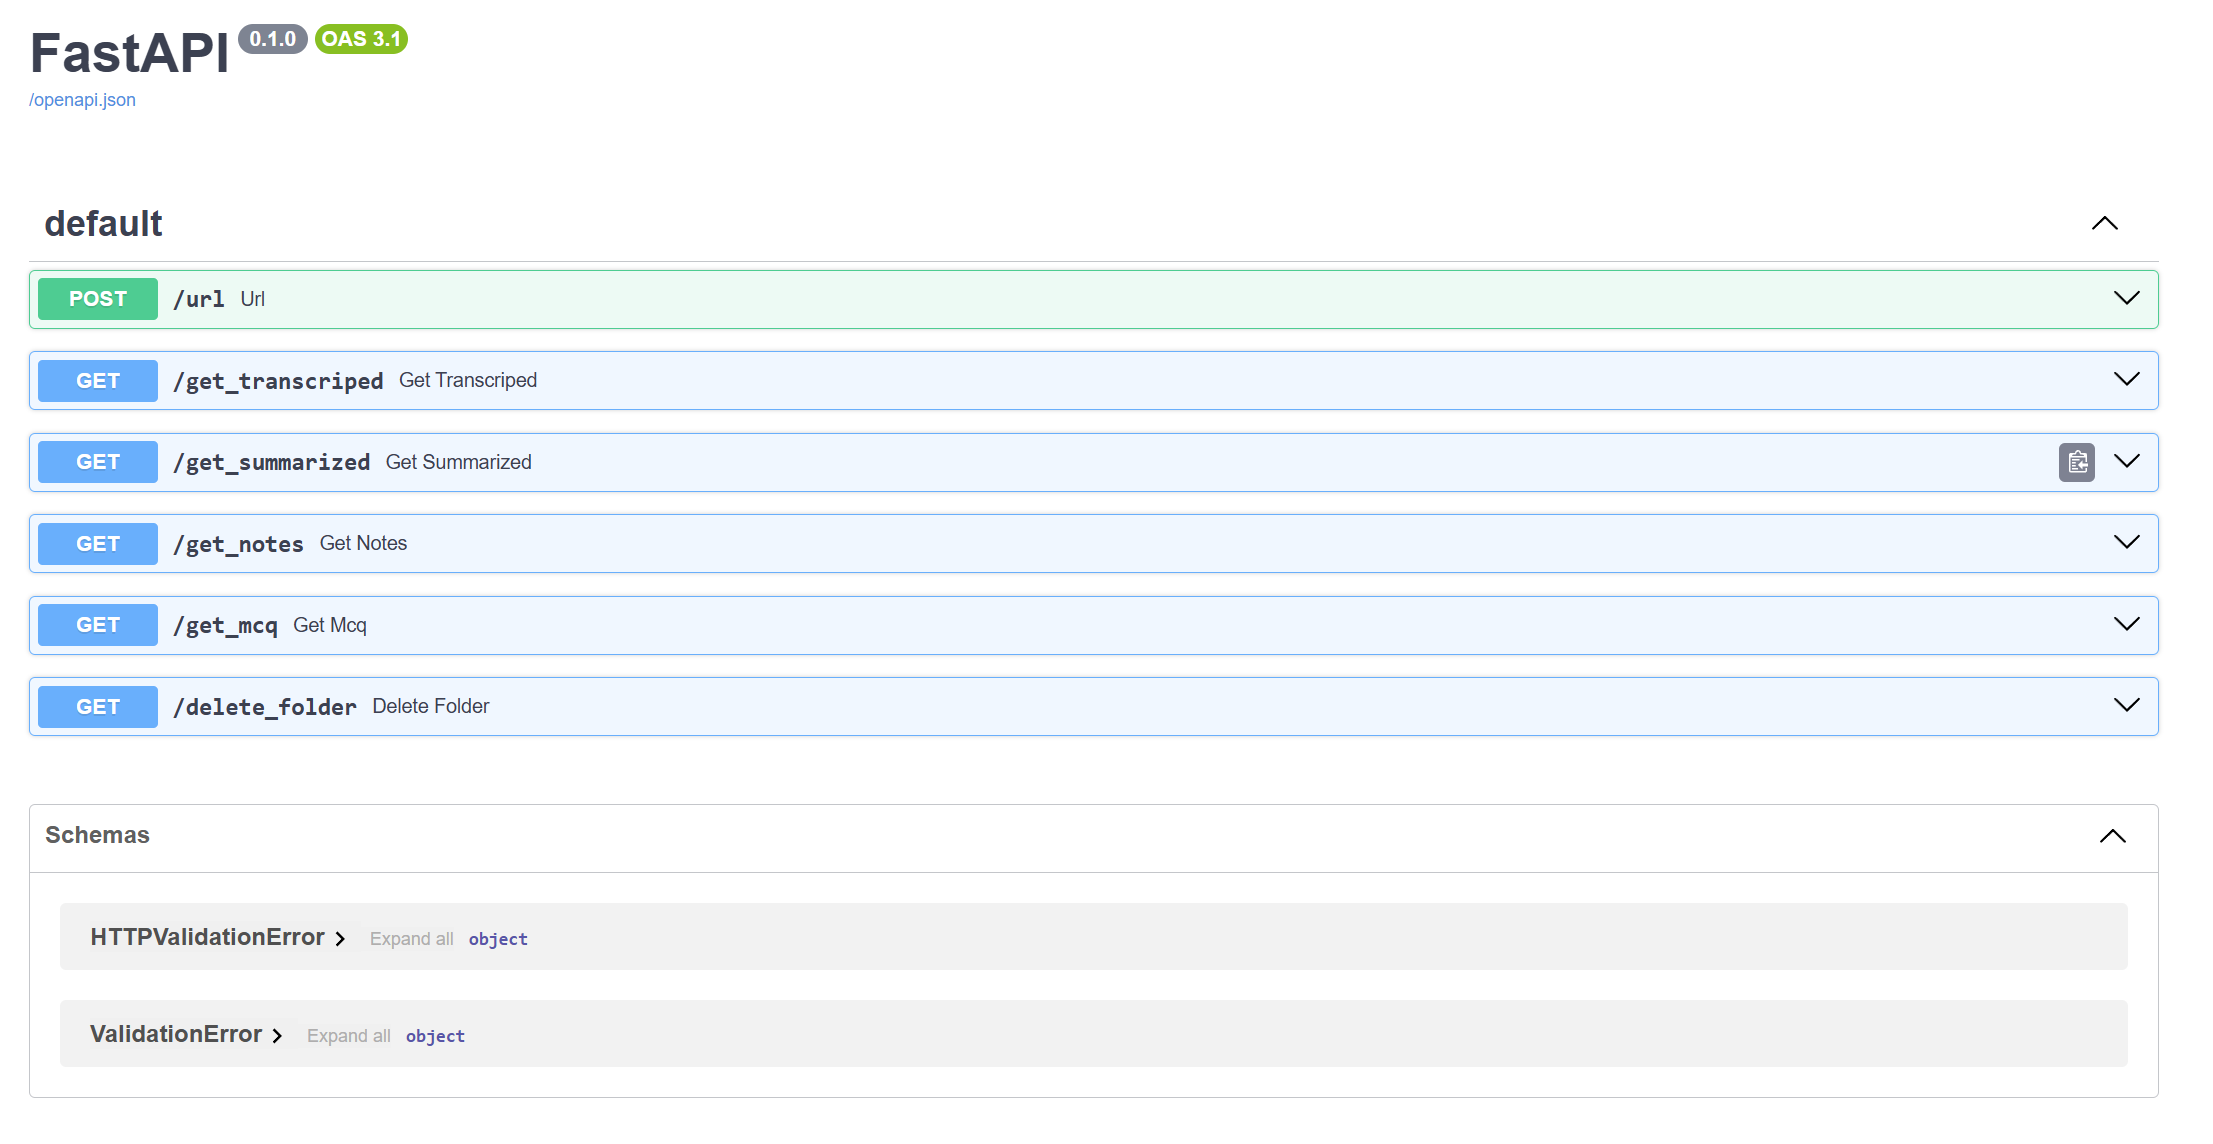 FastAPI 0.1.0 OAS 3.1
/openapi.json
default
POST /url Url
GET /get_transcriped Get Transcriped
GET /get_summarized Get Summarized
GET /get_notes Get Notes
GET /get_mcq Get Mcq
GET /delete_folder Delete Folder
Schemas
HTTPValidationError Expand all object
ValidationError Expand all object